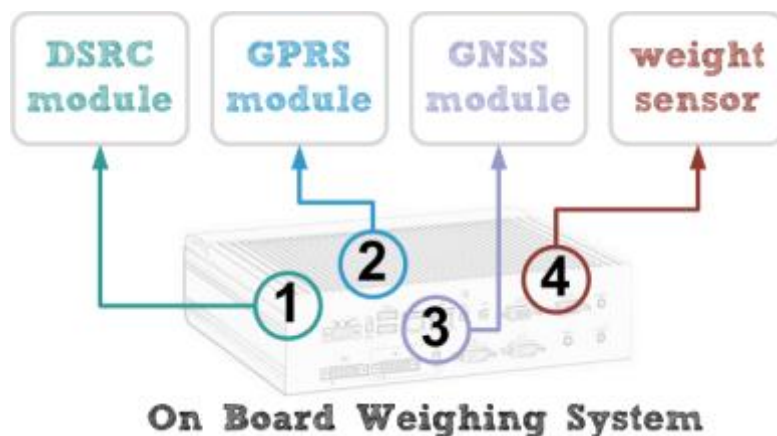 DSRC
module
GPRS
module
GNSS
module
weight
sensor
1
2
3
4
On Board Weighing System